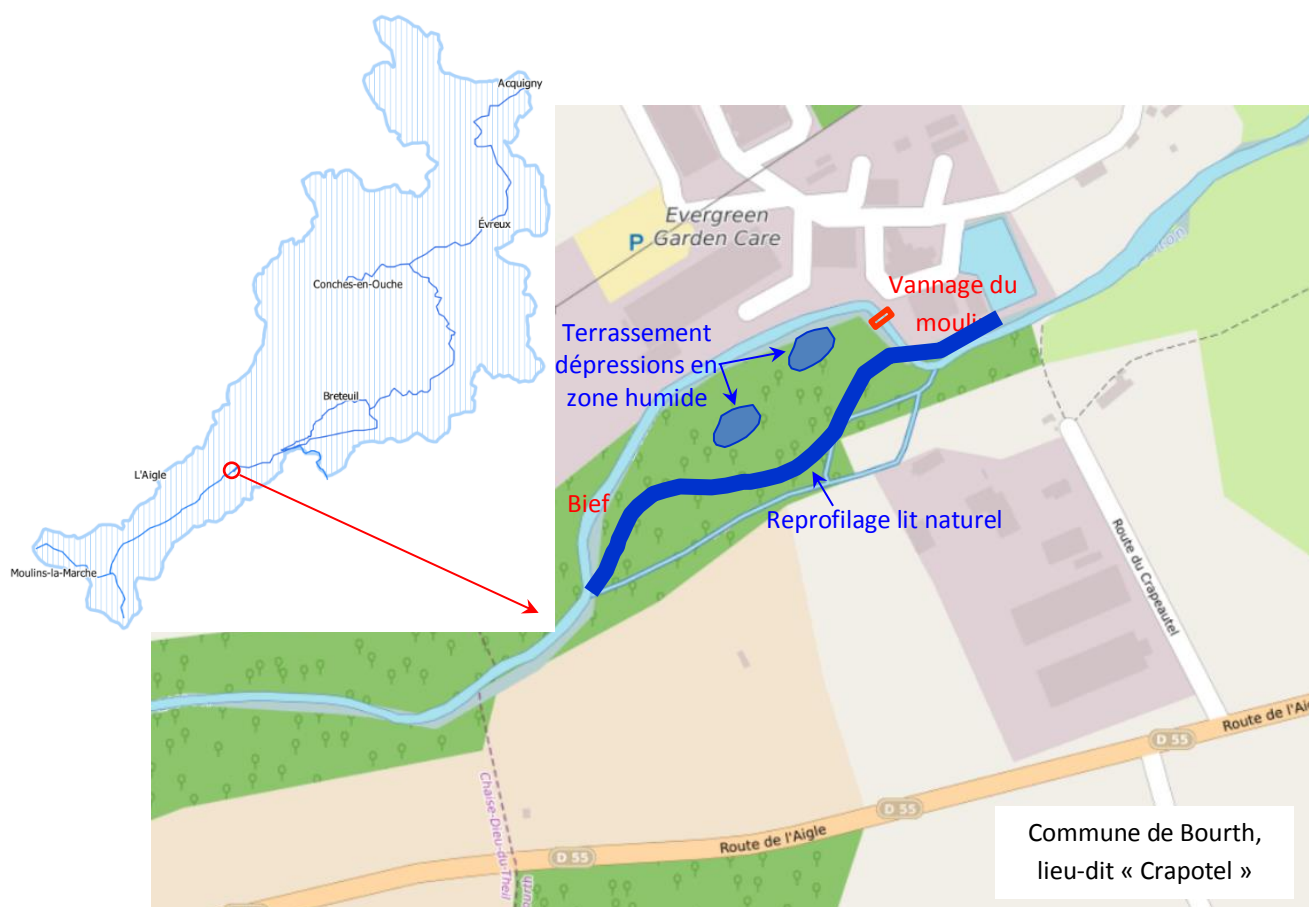 Acquigny
Évreux
Conches-en-Ouche
Breteuil
L'Aigle
Moulins-la-Marche
Evergreen
Garden Care
P
Vannage du
mouli
Terrassement
dépressions en
zone humide
Bief
Reprofilage lit naturel
Route du Crapeautel
Route de l'Aig
D 55
D 55
Route de l'Aigle
D 55
Chaise-Dieu-du-Theil
Commune de Bourth,
lieu-dit « Crapotel »